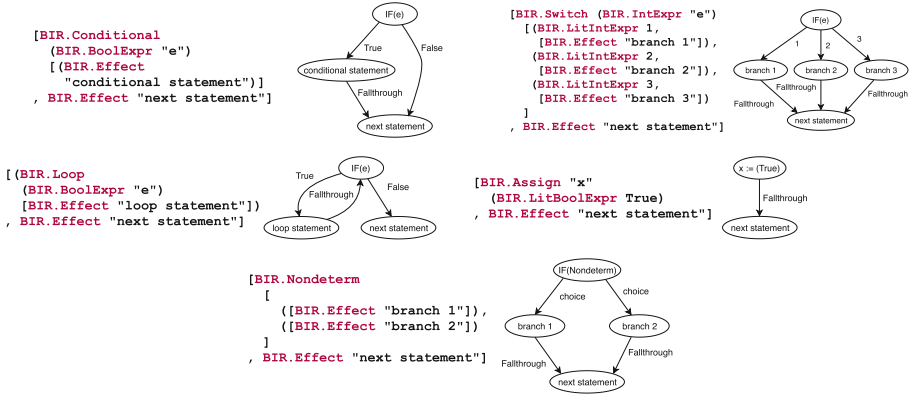 [BIR.Conditional
(BIR.BoolExpr "e")
[(BIR.Effect
"conditional statement")]
, BIR.Effect "next statement"]
IF(e)
True
False
conditional statement
Fallthrough
next statement
[BIR.Switch (BIR.IntExpr "e")
[(BIR.LitIntExpr 1,
[BIR.Effect "branch 1"]),
(BIR.LitIntExpr 2,
[BIR.Effect "branch 2"]),
(BIR.LitIntExpr 3,
[BIR.Effect "branch 3"])
]
, BIR.Effect "next statement"]
IF(e)
1 2 3
branch 1 branch 2 branch 3
Fallthrough Fallthrough Fallthrough
next statement
[(BIR.Loop
(BIR.BoolExpr "e")
[BIR.Effect "loop statement"])
, BIR.Effect "next statement"]
IF(e)
True Fallthrough False
loop statement next statement
[BIR.Assign "x"
(BIR.LitBoolExpr True)
, BIR.Effect "next statement"]
x := (True)
Fallthrough
next statement
[BIR.Nondeterm
[
([BIR.Effect "branch 1"]),
([BIR.Effect "branch 2"])
]
, BIR.Effect "next statement"]
IF(Nondeterm)
choice choice
branch 1 branch 2
Fallthrough Fallthrough
next statement